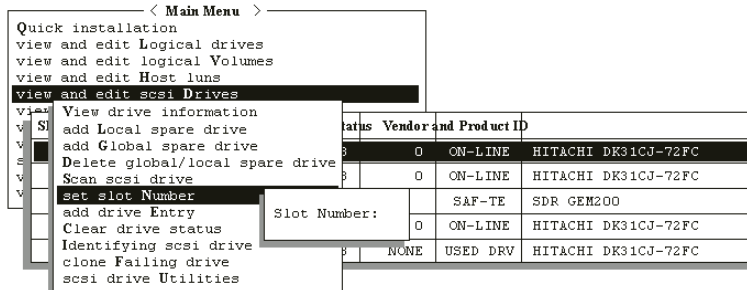 Main Menu
Quick installation
view and edit Logical drives
view and edit logical Volumes
view and edit Host luns
view and edit scsi Drives
View drive information
add Local spare drive
add Global spare drive
Delete global/local spare drive
Scan scsi drive
set slot Number
add drive Entry
Clear drive status
Identifying scsi drive
clone Failing drive
scsi drive Utilities
Slot Number:
Vendor and Product ID
0 ON-LINE HITACHI DK31CJ-72FC
0 ON-LINE HITACHI DK31CJ-72FC
SAF-TE SDR GEM200
0 ON-LINE HITACHI DK31CJ-72FC
NONE USED DRV HITACHI DK31CJ-72FC